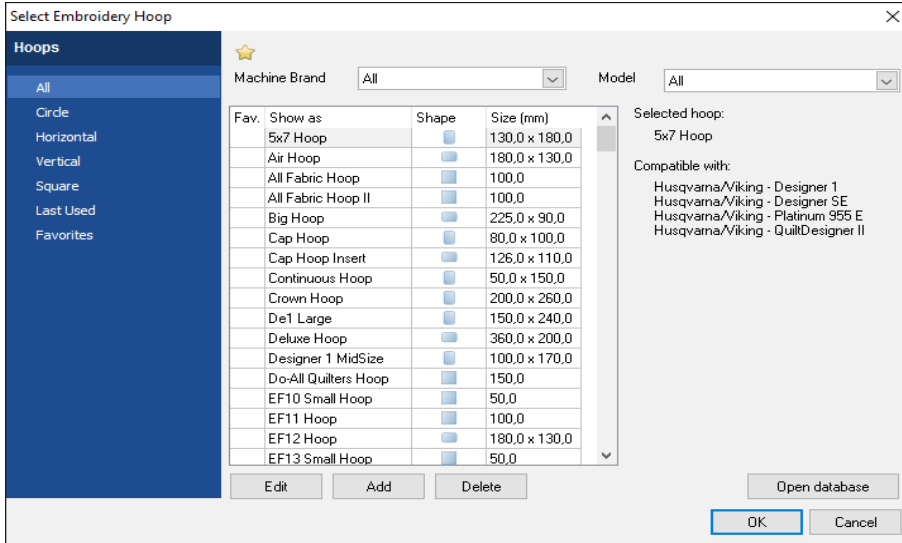 Select Embroidery Hoop
Hoops
All
Circle
Horizontal
Vertical
Square
Last Used
Favorites
Machine Brand All Model All
Fav. Show as Shape Size (mm)
5x7 Hoop 130,0 x 180,0
Air Hoop 180,0 x 130,0
All Fabric Hoop 100,0
All Fabric Hoop II 100,0
Big Hoop 225,0 x 90,0
Cap Hoop 80,0 x 100,0
Cap Hoop Insert 126,0 x 110,0
Continuous Hoop 50,0 x 150,0
Crown Hoop 200,0 x 260,0
De1 Large 150,0 x 240,0
Deluxe Hoop 360,0 x 200,0
Designer 1 MidSize 100,0 x 170,0
Do-All Quilters Hoop 150,0
EF10 Small Hoop 50,0
EF11 Hoop 100,0
EF12 Hoop 180,0 x 130,0
EF13 Small Hoop 50,0
Selected hoop:
5x7 Hoop
Compatible with:
Husqvarna/Viking - Designer 1
Husqvarna/Viking - Designer SE
Husqvarna/Viking - Platinum 955 E
Husqvarna/Viking - QuiltDesigner II
Edit Add Delete Open database
OK Cancel